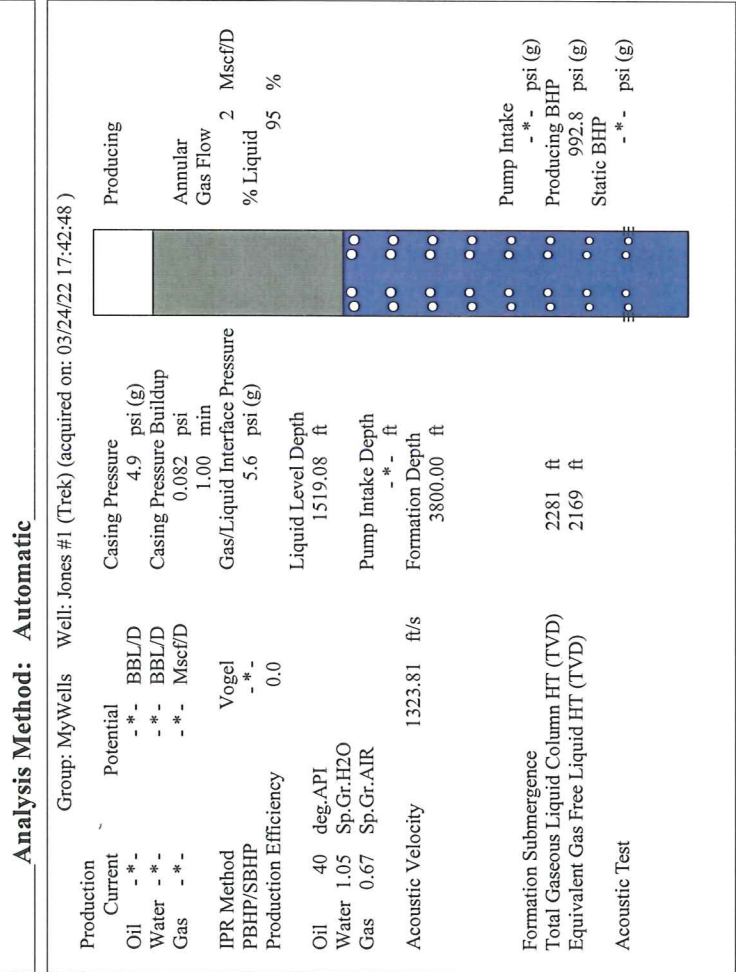 Analysis Method: Automatic
Group: MyWells Well: Jones #1 (Trek) (acquired on: 03/24/22 17:42:48 )
Production
Current Potential
Oil - * - - * - BBL/D
Water - * - - * - BBL/D
Gas - * - - * - Mscf/D
IPR Method Vogel
PBHP/SBHP - * -
Production Efficiency 0.0
Oil 40 deg.API
Water 1.05 Sp.Gr.H2O
Gas 0.67 Sp.Gr.AIR
Acoustic Velocity 1323.81 ft/s
Formation Submergence
Total Gaseous Liquid Column HT (TVD) 2281 ft
Equivalent Gas Free Liquid HT (TVD) 2169 ft
Acoustic Test
Casing Pressure
4.9 psi (g)
Casing Pressure Buildup
0.082 psi
1.00 min
Gas/Liquid Interface Pressure
5.6 psi (g)
Liquid Level Depth
1519.08 ft
Pump Intake Depth
- * - ft
Formation Depth
3800.00 ft
Producing
Annular
Gas Flow
2 Mscf/D
% Liquid
95 %
Pump Intake
- * - psi (g)
Producing BHP
992.8 psi (g)
Static BHP
- * - psi (g)